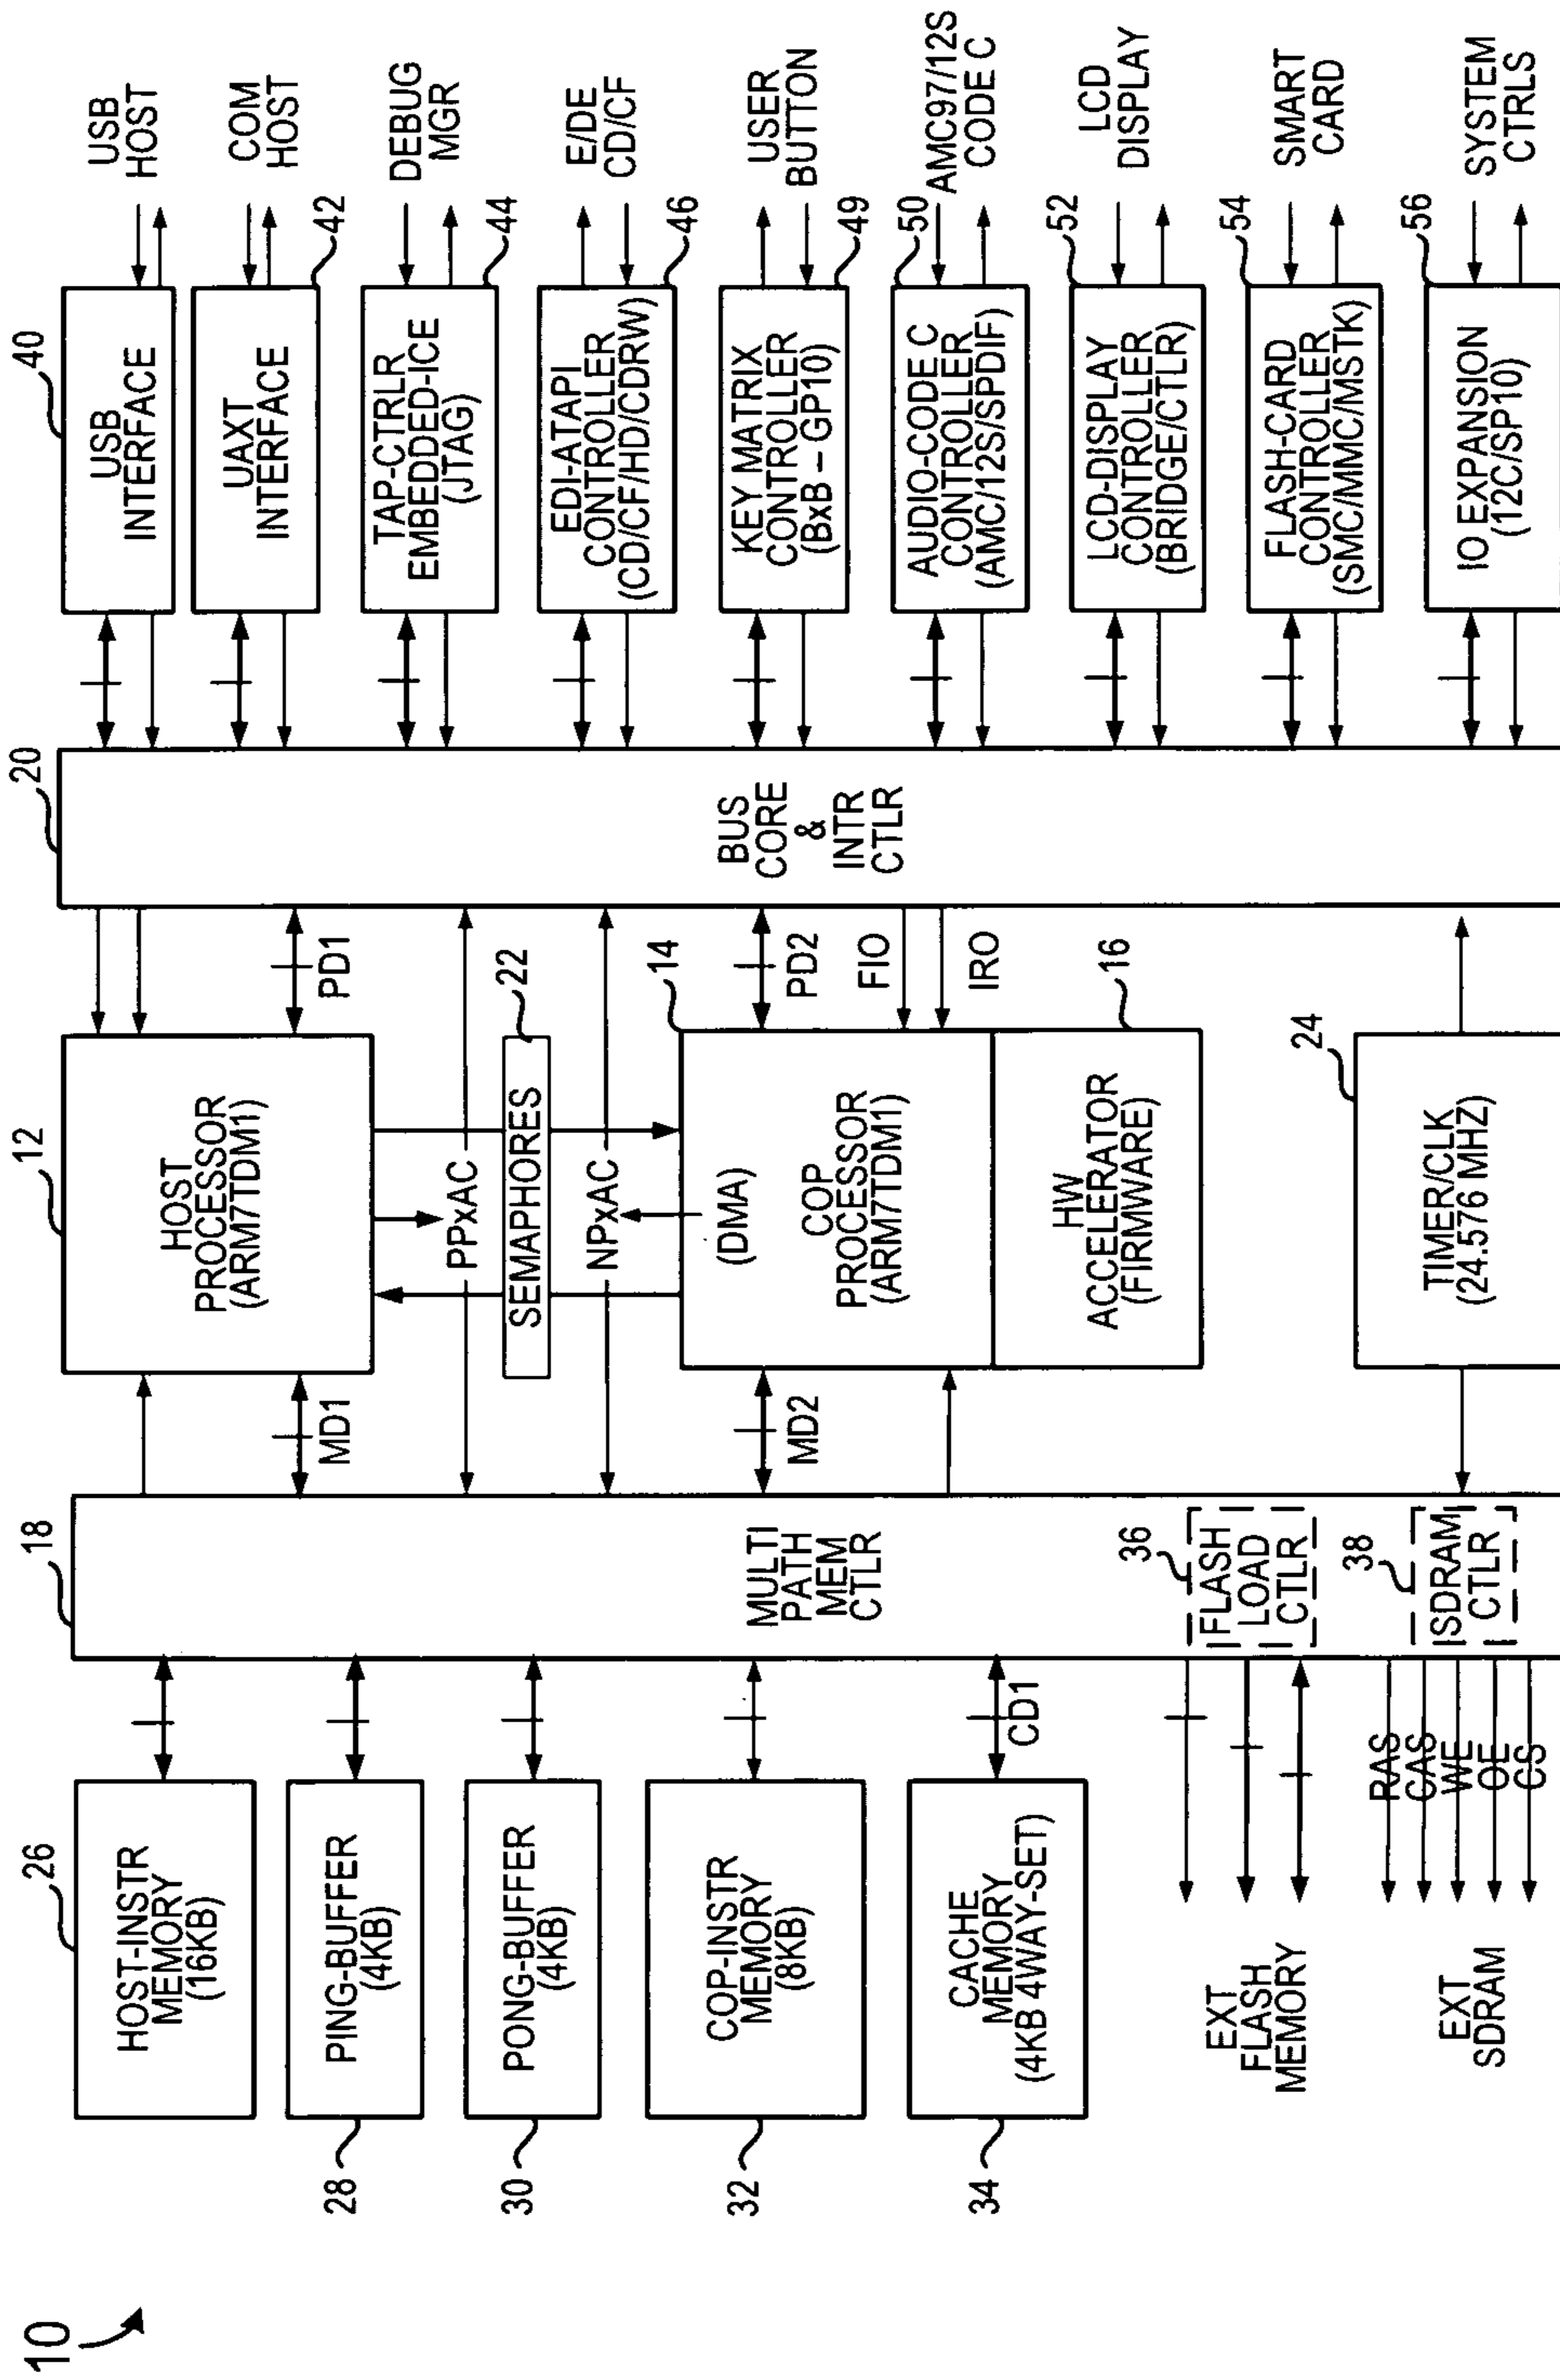 10
26
HOST-INSTR
MEMORY
(16KB)
28
PING-BUFFER
(4KB)
30
PONG-BUFFER
(4KB)
32
COP-INSTR
MEMORY
(8KB)
34
CACHE
MEMORY
(4KB 4WAY-SET)
CD1
EXT
FLASH
MEMORY
EXT
SDRAM
RAS
CAS
WE
OE
CS
18
MULTI
PATH
MEM
CTLR
36
FLASH
LOAD
CTLR
38
SDRAM
CTLR
MD1
MD2
12
HOST
PROCESSOR
(ARM7TDM1)
PPxAC
SEMAPHORES
22
NPxAC
14
(DMA)
COP
PROCESSOR
(ARM7TDM1)
16
HW
ACCELERATOR
(FIRMWARE)
24
TIMER/CLK
(24.576 MHZ)
PD1
PD2
FIO
IRO
20
BUS
CORE
&
INTR
CTLR
40
USB
INTERFACE
USB
HOST
42
UAXT
INTERFACE
COM
HOST
44
TAP-CTRLR
EMBEDDED-ICE
(JTAG)
DEBUG
MGR
46
EDI-ATAPI
CONTROLLER
(CD/CF/HD/CDRW)
E/DE
CD/CF
49
KEY MATRIX
CONTROLLER
(BxB – GP10)
USER
BUTTON
50
AUDIO-CODE C
CONTROLLER
(AMC/12S/SPDIF)
AMC97/12S
CODE C
52
LCD-DISPLAY
CONTROLLER
(BRIDGE/CTLR)
LCD
DISPLAY
54
FLASH-CARD
CONTROLLER
(SMC/MMC/MSTK)
SMART
CARD
56
IO EXPANSION
(12C/SP10)
SYSTEM
CTRLS